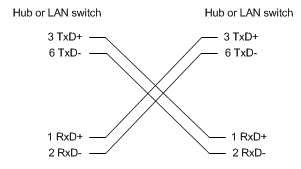 Hub or LAN switch Hub or LAN switch
3 TxD+ 3 TxD+
6 TxD- 6 TxD-
1 RxD+ 1 RxD+
2 RxD- 2 RxD-